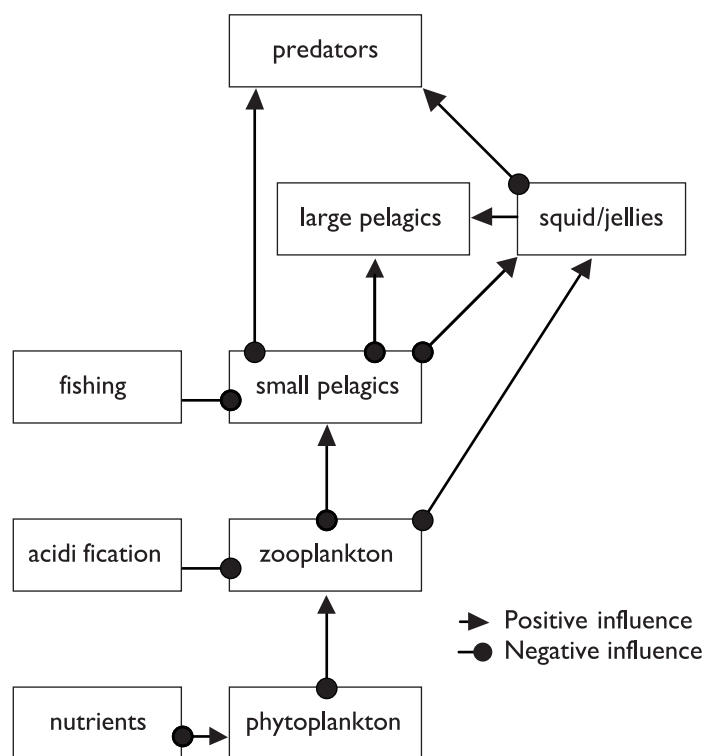 predators
large pelagics
squid/jellies
fishing
small pelagics
acidi fication
zooplankton
Positive influence
Negative influence
nutrients
phytoplankton